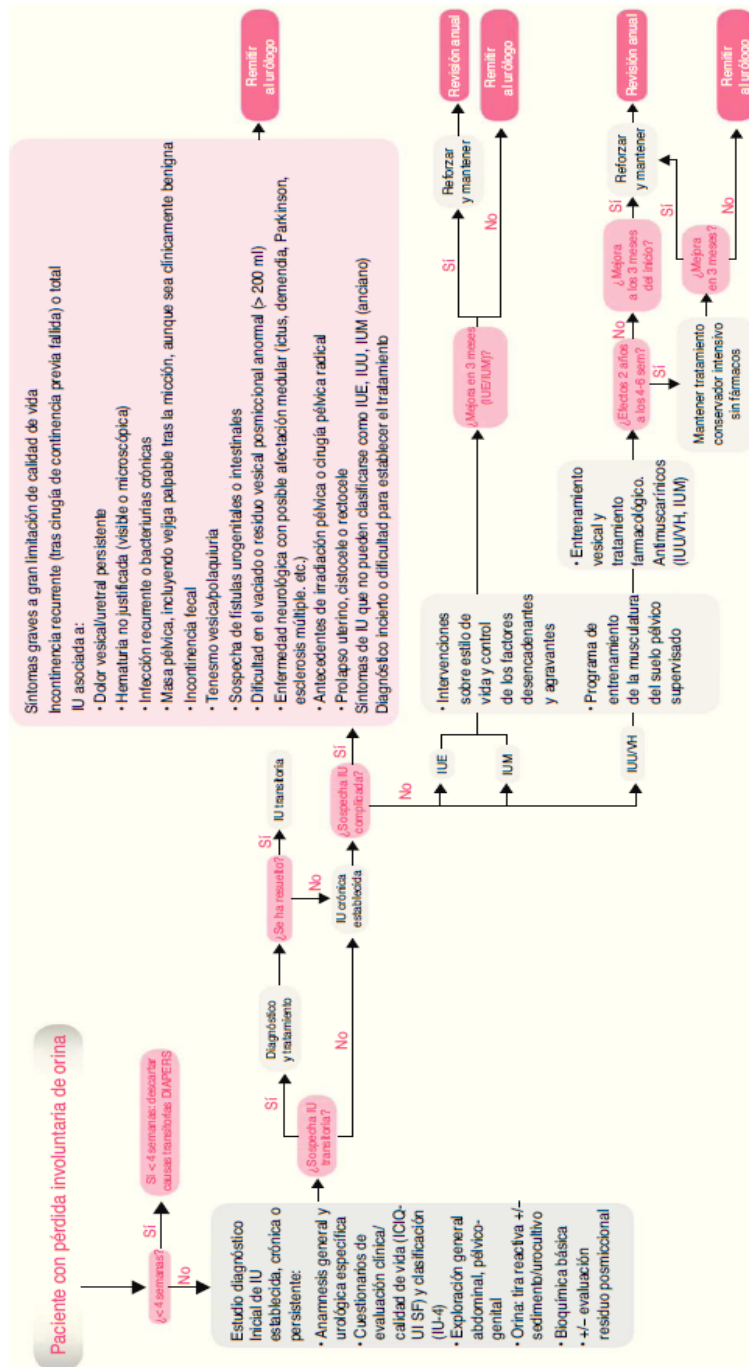 Paciente con pérdida involuntaria de orina
¿< 4 semanas?
Sí
Si < 4 semanas: descartar
causas transitorias DIAPERS
No
Estudio diagnóstico
Inicial de IU
establecida, crónica o
persistente:
• Anamnesis general y
urológica específica
• Cuestionarios de
evaluación clínica/
calidad de vida (ICIQ-
UI SF) y clasificación
(IU-4)
• Exploración general
abdominal, pélvico-
genital
• Orina: tira reactiva +/–
sedimento/urocultivo
• Bioquímica básica
• +/– evaluación
residuo posmiccional
¿Sospecha IU
transitoria?
Sí
Diagnóstico
y tratamiento
¿Se ha resuelto?
Sí
IU transitoria
No
No
IU crónica
establecida
¿Sospecha IU
complicada?
Sí
Síntomas graves a gran limitación de calidad de vida
Incontinencia recurrente (tras cirugía de continencia previa fallida) o total
IU asociada a:
• Dolor vesical/uretral persistente
• Hematuria no justificada (visible o microscópica)
• Infección recurrente o bacteriurias crónicas
• Masa pélvica, incluyendo vejiga palpable tras la micción, aunque sea clínicamente benigna
• Incontinencia fecal
• Tenesmo vesica/polaquiuria
• Sospecha de fístulas urogenitales o intestinales
• Dificultad en el vaciado o residuo vesical posmiccional anormal (> 200 ml)
• Enfermedad neurológica con posible afectación medular (ictus, demencia, Parkinson,
esclerosis múltiple. etc.)
• Antecedentes de irradiación pélvica o cirugía pélvica radical
• Prolapso uterino, cistocele o rectocele
Síntomas de IU que no pueden clasificarse como IUE, IUU, IUM (anciano)
Diagnóstico incierto o dificultad para establecer el tratamiento
Remitir
al urólogo
No
IUE
IUM
IUU/VH
• Intervenciones
sobre estilo de
vida y control
de los factores
desencadenantes
y agravantes
• Programa de
entrenamiento
de la musculatura
del suelo pélvico
supervisado
¿Mejora en 3 meses
(IUE/IUM)?
Sí
Reforzar
y mantener
Revisión anual
No
Remitir
al urólogo
• Entrenamiento
vesical y
tratamiento
farmacológico.
Antimuscarínicos
(IUU/VH, IUM)
¿Efectos 2 años
a los 4-6 sem?
No
¿Mejora
a los 3 meses
del inicio?
Sí
Reforzar
y mantener
Revisión anual
Sí
Mantener tratamiento
conservador intensivo
sin fármacos
¿Mejora
en 3 meses?
Sí
No
Remitir
al urólogo